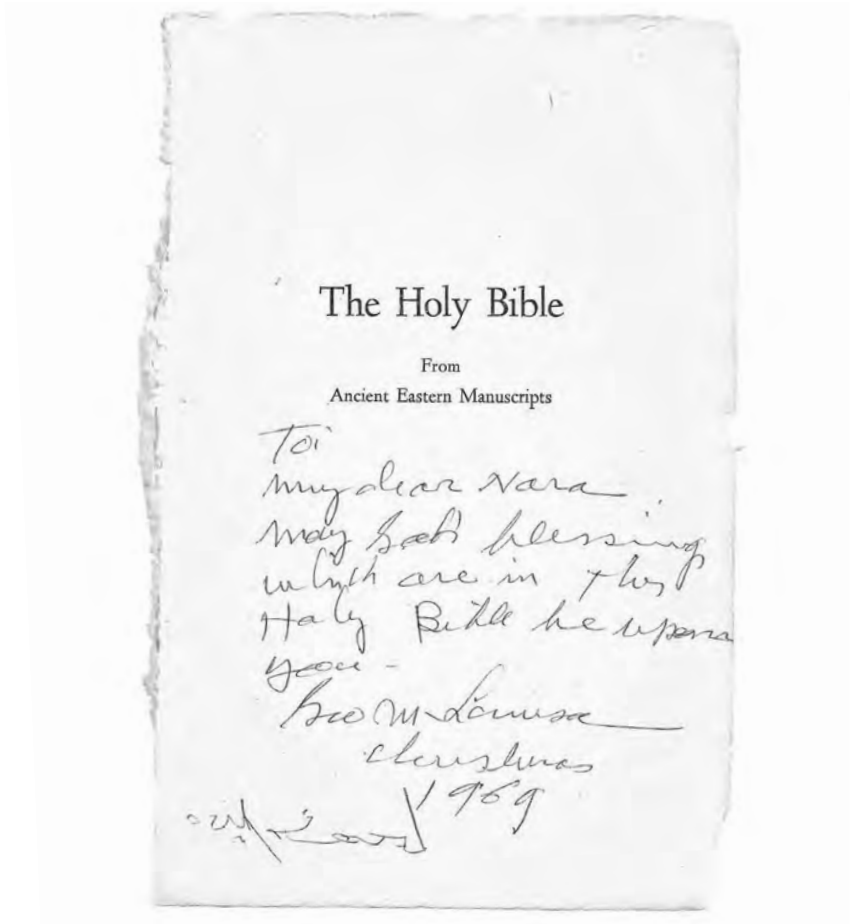 The Holy Bible
From
Ancient Eastern Manuscripts
To:
My dear Nara
may God's blessing
which are in this
Holy Bible be upon
you -
Geo M. Lamsa
Christmas
1969